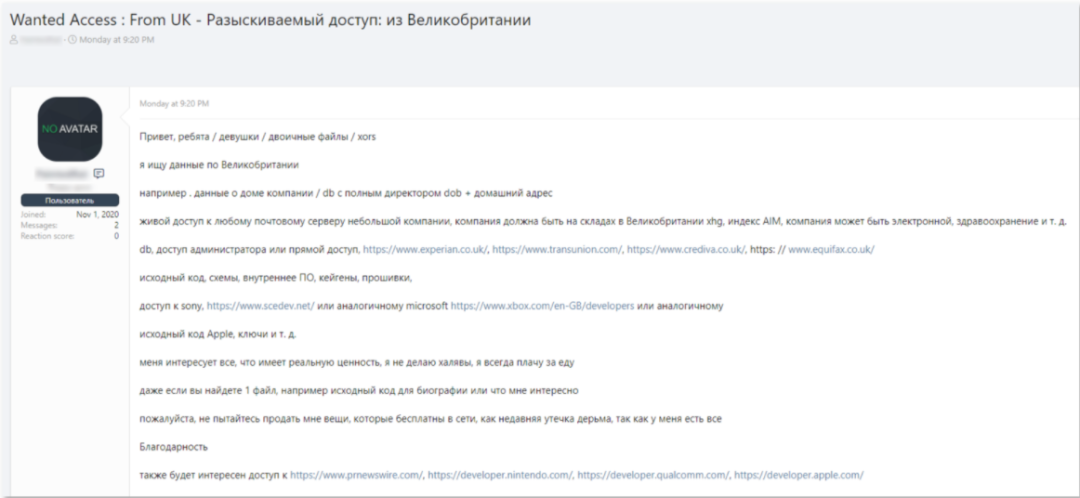 Wanted Access : From UK - Разыскиваемый доступ: из Великобритании
Monday at 9:20 PM
NO AVATAR
Пользователь
Joined: Nov 1, 2020
Messages: 2
Reaction score: 0
Monday at 9:20 PM
Привет, ребята / девушки / двоичные файлы / xors
я ищу данные по Великобритании
например . данные о доме компании / db с полным директором dob + домашний адрес
живой доступ к любому почтовому серверу небольшой компании, компания должна быть на складах в Великобритании xhg, индекс AIM, компания может быть электронной, здравоохранение и т. д.
db, доступ администратора или прямой доступ, https://www.experian.co.uk/, https://www.transunion.com/, https://www.crediva.co.uk/, https: // www.equifax.co.uk/
исходный код, схемы, внутреннее ПО, кейгены, прошивки,
доступ к sony, https://www.scedev.net/ или аналогичному microsoft https://www.xbox.com/en-GB/developers или аналогичному
исходный код Apple, ключи и т. д.
меня интересует все, что имеет реальную ценность, я не делаю халявы, я всегда плачу за еду
даже если вы найдете 1 файл, например исходный код для биографии или что мне интересно
пожалуйста, не пытайтесь продать мне вещи, которые бесплатны в сети, как недавняя утечка дерьма, так как у меня есть все
Благодарность
также будет интересен доступ к https://www.prnewswire.com/, https://developer.nintendo.com/, https://developer.qualcomm.com/, https://developer.apple.com/